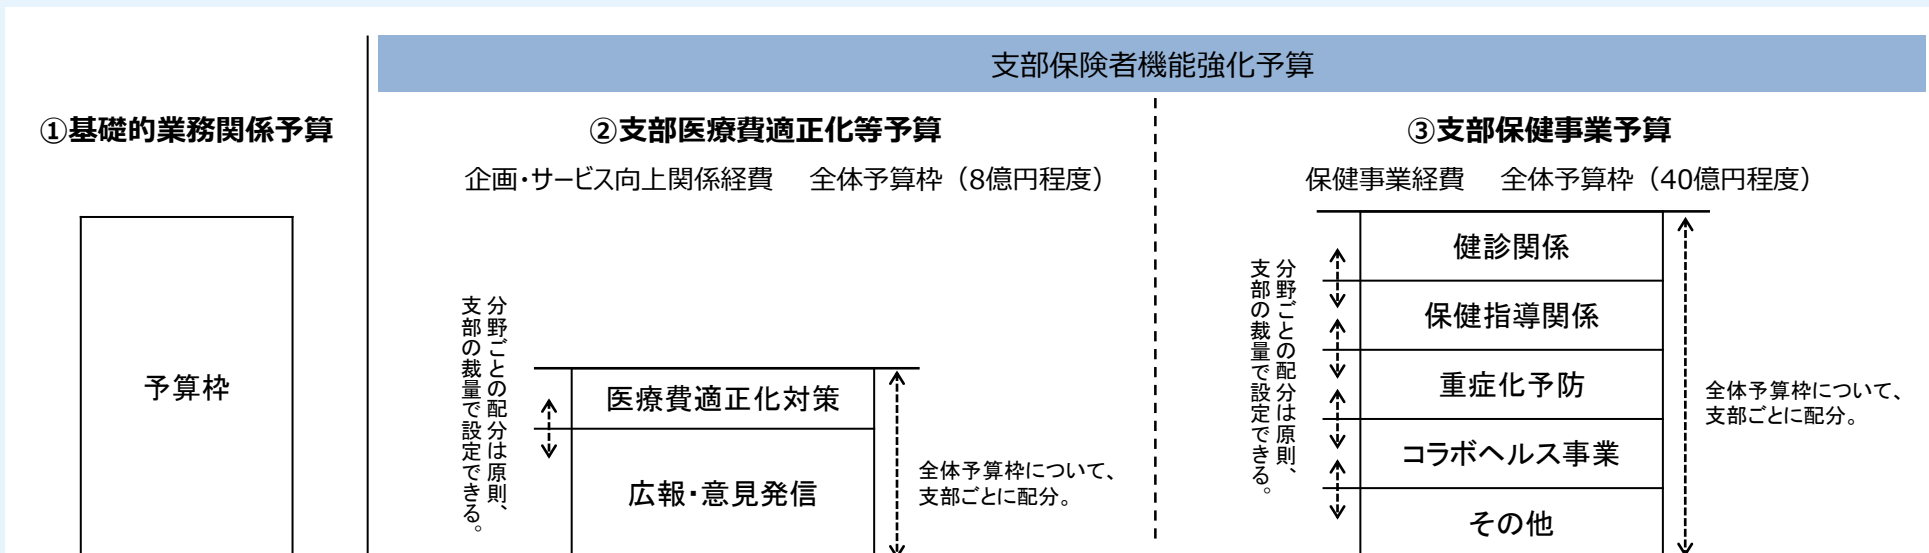 支部保険者機能強化予算
①基礎的業務関係予算
予算枠
②支部医療費適正化等予算
企画・サービス向上関係経費 全体予算枠（8億円程度）
分野ごとの配分は原則、
支部の裁量で設定できる。
医療費適正化対策
広報・意見発信
全体予算枠について、
支部ごとに配分。
③支部保健事業予算
保健事業経費 全体予算枠（40億円程度）
分野ごとの配分は原則、
支部の裁量で設定できる。
健診関係
保健指導関係
重症化予防
コラボヘルス事業
その他
全体予算枠について、
支部ごとに配分。